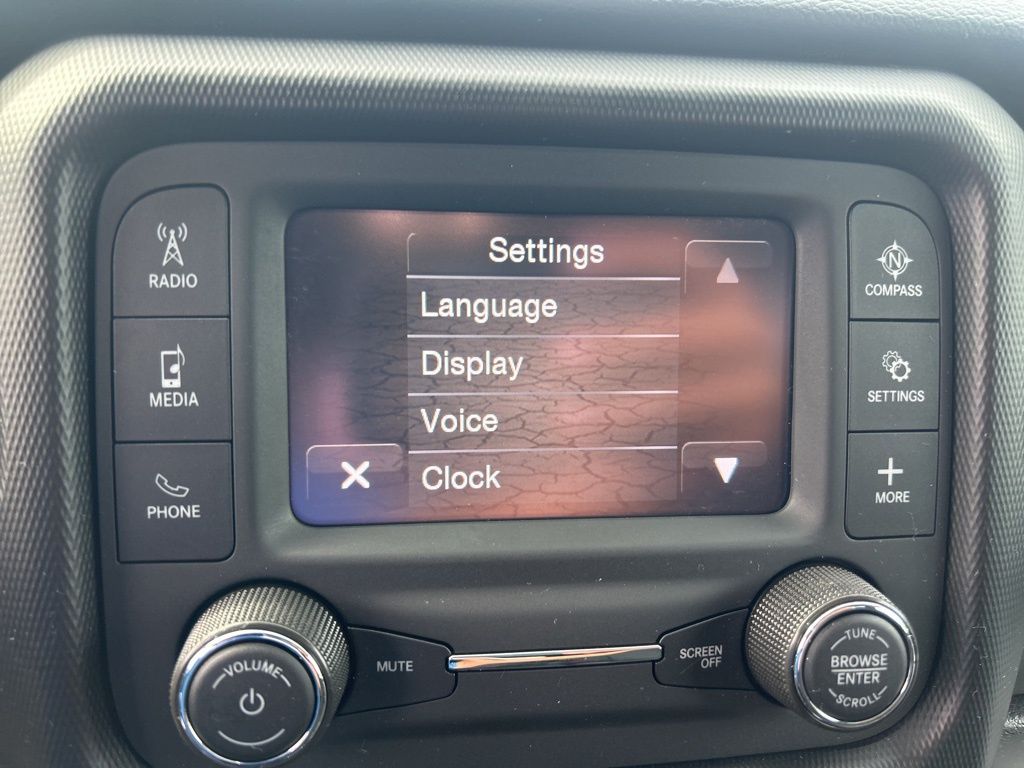 RADIO
MEDIA
PHONE
Settings
Language
Display
Voice
Clock
N
COMPASS
SETTINGS
MORE
VOLUME
MUTE
SCREEN
OFF
TUNE
BROWSE
ENTER
SCROLL